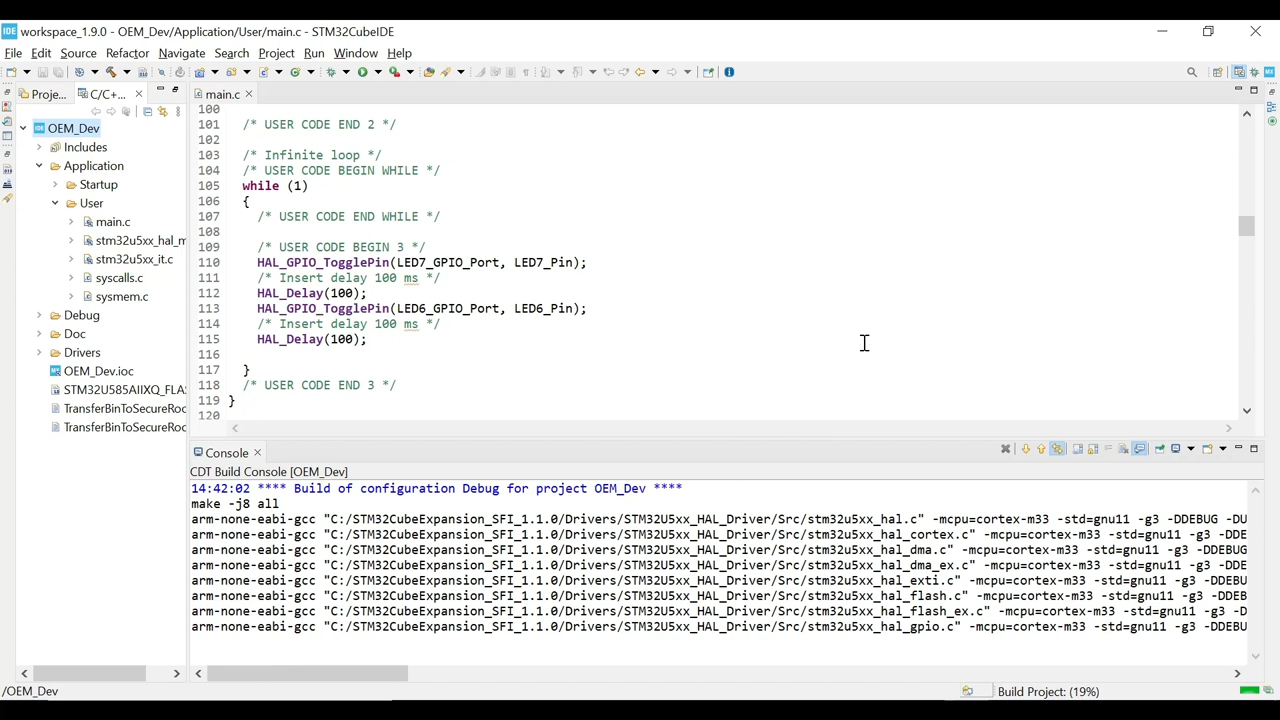 IDE workspace_1.9.0 - OEM_Dev/Application/User/main.c - STM32CubeIDE
File Edit Source Refactor Navigate Search Project Run Window Help
Proje... C/C+...
OEM_Dev
Includes
Application
Startup
User
main.c
stm32u5xx_hal_m
stm32u5xx_it.c
syscalls.c
sysmem.c
Debug
Doc
Drivers
OEM_Dev.ioc
STM32U585AIIXQ_FLA
TransferBinToSecureRoc
TransferBinToSecureRoc
main.c
100
101 /* USER CODE END 2 */
102
103 /* Infinite loop */
104 /* USER CODE BEGIN WHILE */
105 while (1)
106 {
107 /* USER CODE END WHILE */
108
109 /* USER CODE BEGIN 3 */
110 HAL_GPIO_TogglePin(LED7_GPIO_Port, LED7_Pin);
111 /* Insert delay 100 ms */
112 HAL_Delay(100);
113 HAL_GPIO_TogglePin(LED6_GPIO_Port, LED6_Pin);
114 /* Insert delay 100 ms */
115 HAL_Delay(100);
116
117 }
118 /* USER CODE END 3 */
119 }
120
Console
CDT Build Console [OEM_Dev]
14:42:02 **** Build of configuration Debug for project OEM_Dev ****
make -j8 all
arm-none-eabi-gcc "C:/STM32CubeExpansion_SFI_1.1.0/Drivers/STM32U5xx_HAL_Driver/Src/stm32u5xx_hal.c" -mcpu=cortex-m33 -std=gnu11 -g3 -DDEBUG -DU
arm-none-eabi-gcc "C:/STM32CubeExpansion_SFI_1.1.0/Drivers/STM32U5xx_HAL_Driver/Src/stm32u5xx_hal_cortex.c" -mcpu=cortex-m33 -std=gnu11 -g3 -DDE
arm-none-eabi-gcc "C:/STM32CubeExpansion_SFI_1.1.0/Drivers/STM32U5xx_HAL_Driver/Src/stm32u5xx_hal_dma.c" -mcpu=cortex-m33 -std=gnu11 -g3 -DDEBUG
arm-none-eabi-gcc "C:/STM32CubeExpansion_SFI_1.1.0/Drivers/STM32U5xx_HAL_Driver/Src/stm32u5xx_hal_dma_ex.c" -mcpu=cortex-m33 -std=gnu11 -g3 -DDE
arm-none-eabi-gcc "C:/STM32CubeExpansion_SFI_1.1.0/Drivers/STM32U5xx_HAL_Driver/Src/stm32u5xx_hal_exti.c" -mcpu=cortex-m33 -std=gnu11 -g3 -DDEBU
arm-none-eabi-gcc "C:/STM32CubeExpansion_SFI_1.1.0/Drivers/STM32U5xx_HAL_Driver/Src/stm32u5xx_hal_flash.c" -mcpu=cortex-m33 -std=gnu11 -g3 -DDEB
arm-none-eabi-gcc "C:/STM32CubeExpansion_SFI_1.1.0/Drivers/STM32U5xx_HAL_Driver/Src/stm32u5xx_hal_flash_ex.c" -mcpu=cortex-m33 -std=gnu11 -g3 -D
arm-none-eabi-gcc "C:/STM32CubeExpansion_SFI_1.1.0/Drivers/STM32U5xx_HAL_Driver/Src/stm32u5xx_hal_gpio.c" -mcpu=cortex-m33 -std=gnu11 -g3 -DDEBU
/OEM_Dev
Build Project: (19%)